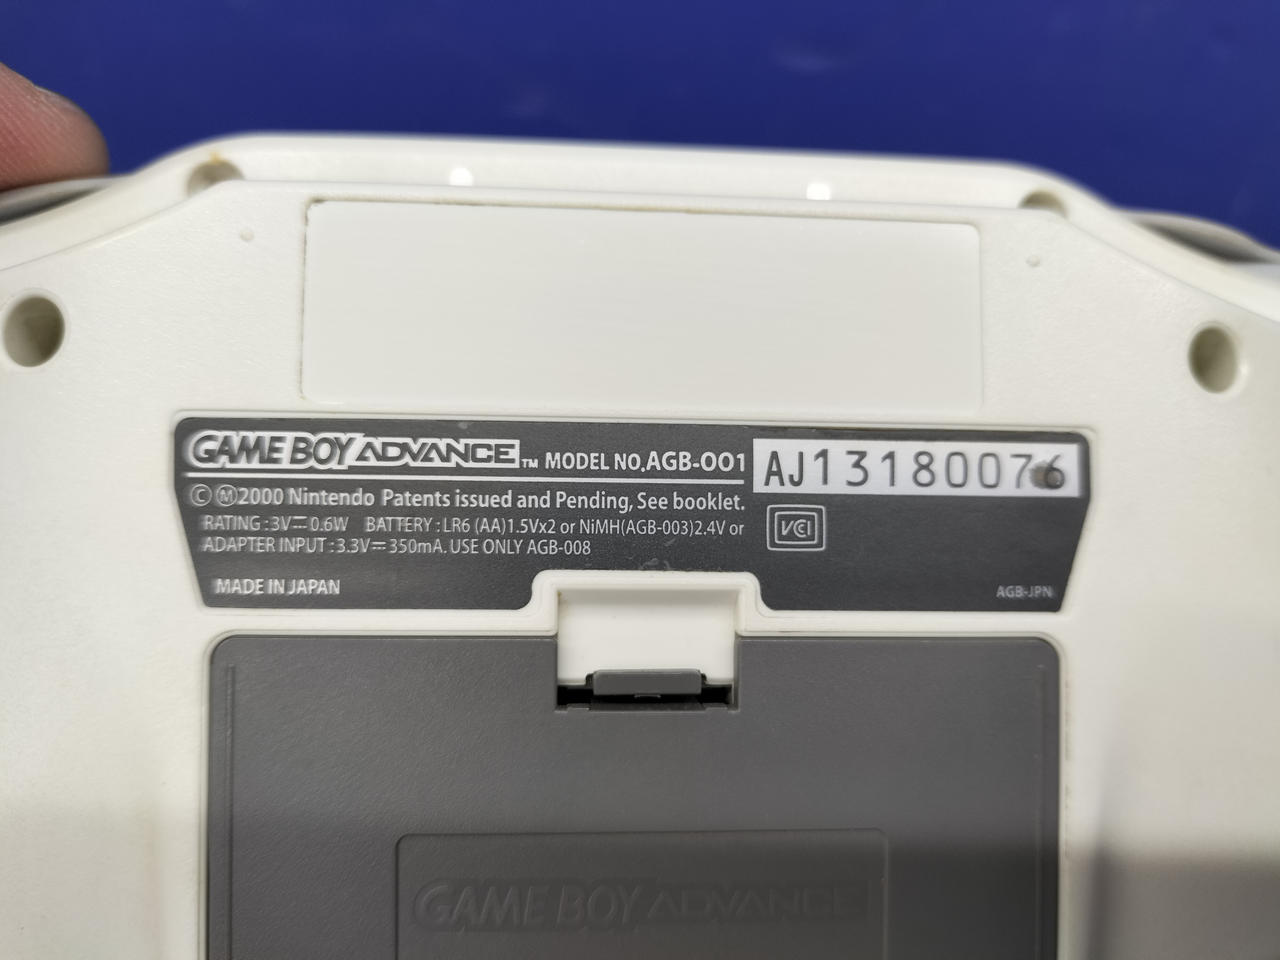 GAME BOY ADVANCE™ MODEL NO.AGB-001 AJ13180076
Ⓒ Ⓜ2000 Nintendo Patents issued and Pending, See booklet.
RATING : 3V⎓0.6W BATTERY : LR6 (AA)1.5Vx2 or NiMH(AGB-003)2.4V or
ADAPTER INPUT : 3.3V⎓350mA. USE ONLY AGB-008
VCCI
MADE IN JAPAN
AGB-JPN
GAME BOY ADVANCE